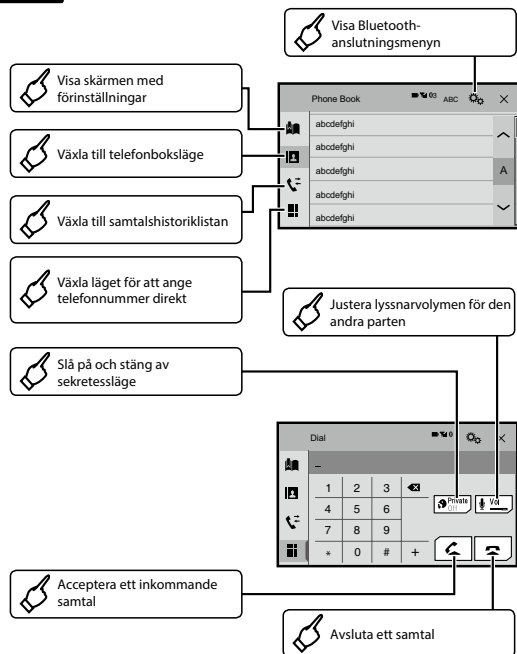 Visa Bluetooth-
anslutningsmenyn
Visa skärmen med
förinställningar
Växla till telefonboksläge
Växla till samtalshistoriklistan
Växla läget för att ange
telefonnummer direkt
Phone Book
03
ABC
abcdefghi
abcdefghi
abcdefghi
abcdefghi
abcdefghi
A
Justera lyssnarvolymen för den
andra parten
Slå på och stäng av
sekretessläge
Dial
0
–
1 2 3
4 5 6
7 8 9
* 0 # +
Private
Off
Vol
Acceptera ett inkommande
samtal
Avsluta ett samtal